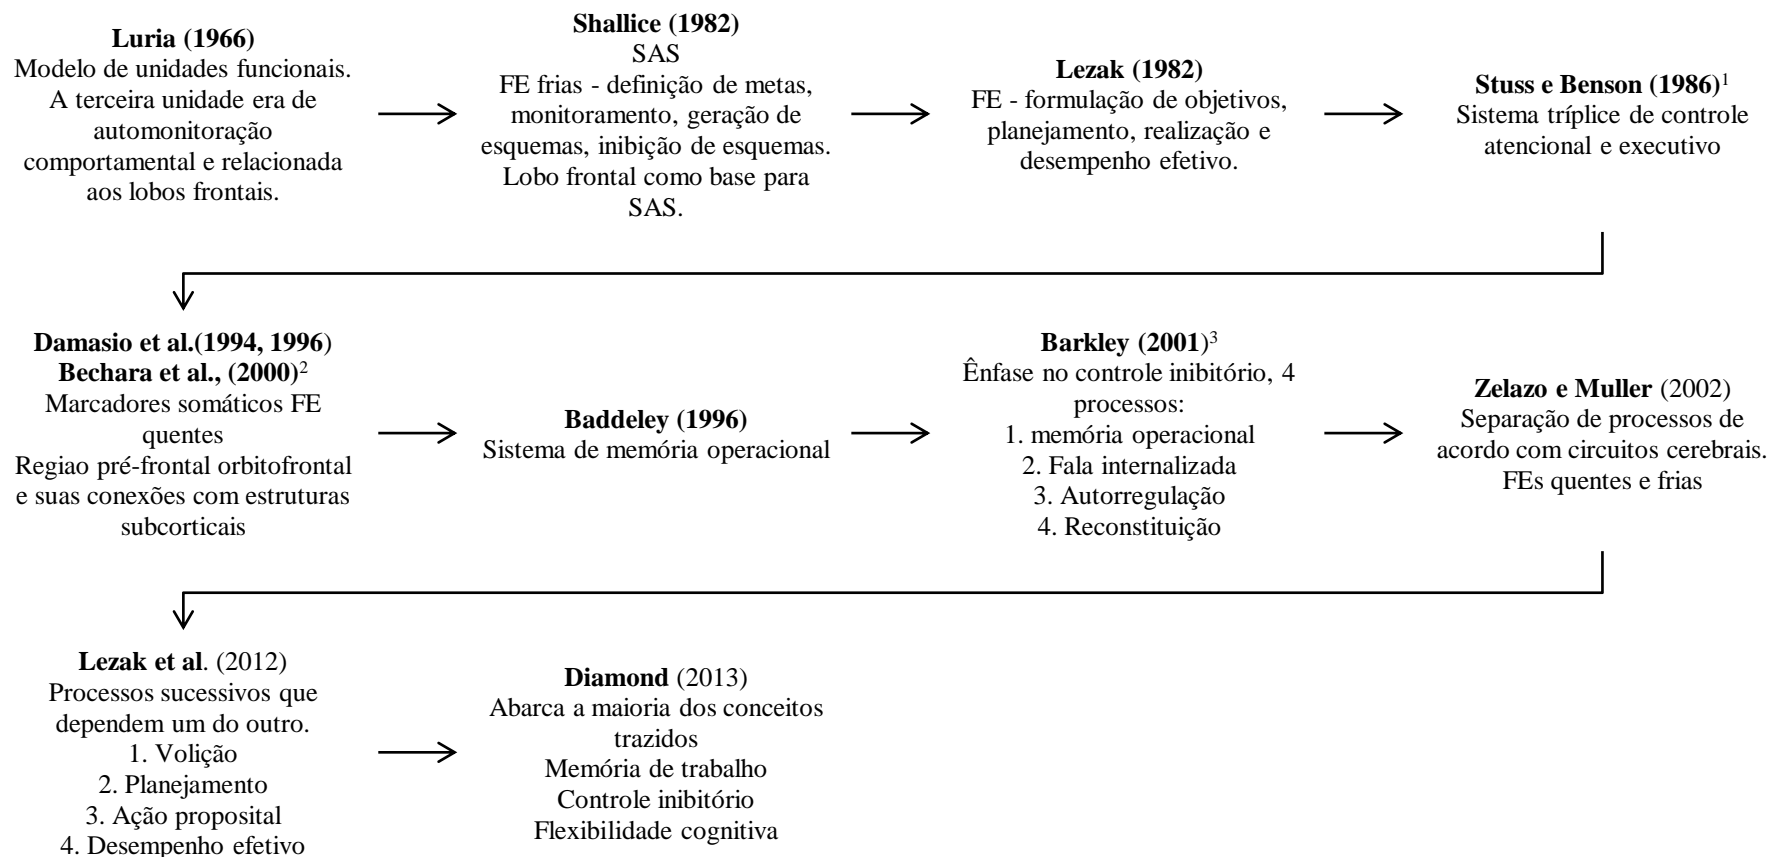 Luria (1966)
Modelo de unidades funcionais.
A terceira unidade era de
automonitoração
comportamental e relacionada
aos lobos frontais.
Shallice (1982)
SAS
FE frias - definição de metas,
monitoramento, geração de
esquemas, inibição de esquemas.
Lobo frontal como base para
SAS.
Lezak (1982)
FE - formulação de objetivos,
planejamento, realização e
desempenho efetivo.
Stuss e Benson (1986)1
Sistema tríplice de controle
atencional e executivo
Damasio et al.(1994, 1996)
Bechara et al., (2000)2
Marcadores somáticos FE
quentes
Regiao pré-frontal orbitofrontal
e suas conexões com estruturas
subcorticais
Baddeley (1996)
Sistema de memória operacional
Barkley (2001)3
Ênfase no controle inibitório, 4
processos:
1. memória operacional
2. Fala internalizada
3. Autorregulação
4. Reconstituição
Zelazo e Muller (2002)
Separação de processos de
acordo com circuitos cerebrais.
FEs quentes e frias
Lezak et al. (2012)
Processos sucessivos que
dependem um do outro.
1. Volição
2. Planejamento
3. Ação proposital
4. Desempenho efetivo
Diamond (2013)
Abarca a maioria dos conceitos
trazidos
Memória de trabalho
Controle inibitório
Flexibilidade cognitiva